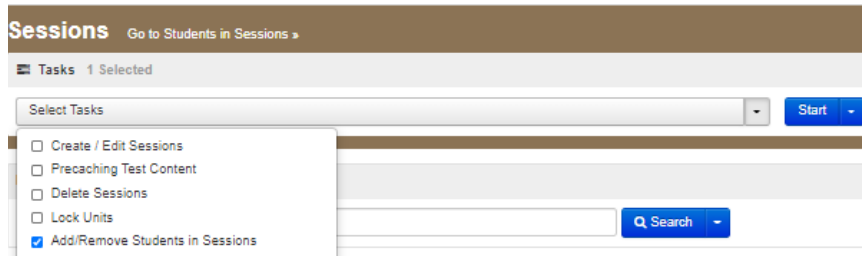 Sessions Go to Students in Sessions »
Tasks 1 Selected
Select Tasks Start
Create / Edit Sessions
Precaching Test Content
Delete Sessions
Lock Units
Search
Add/Remove Students in Sessions